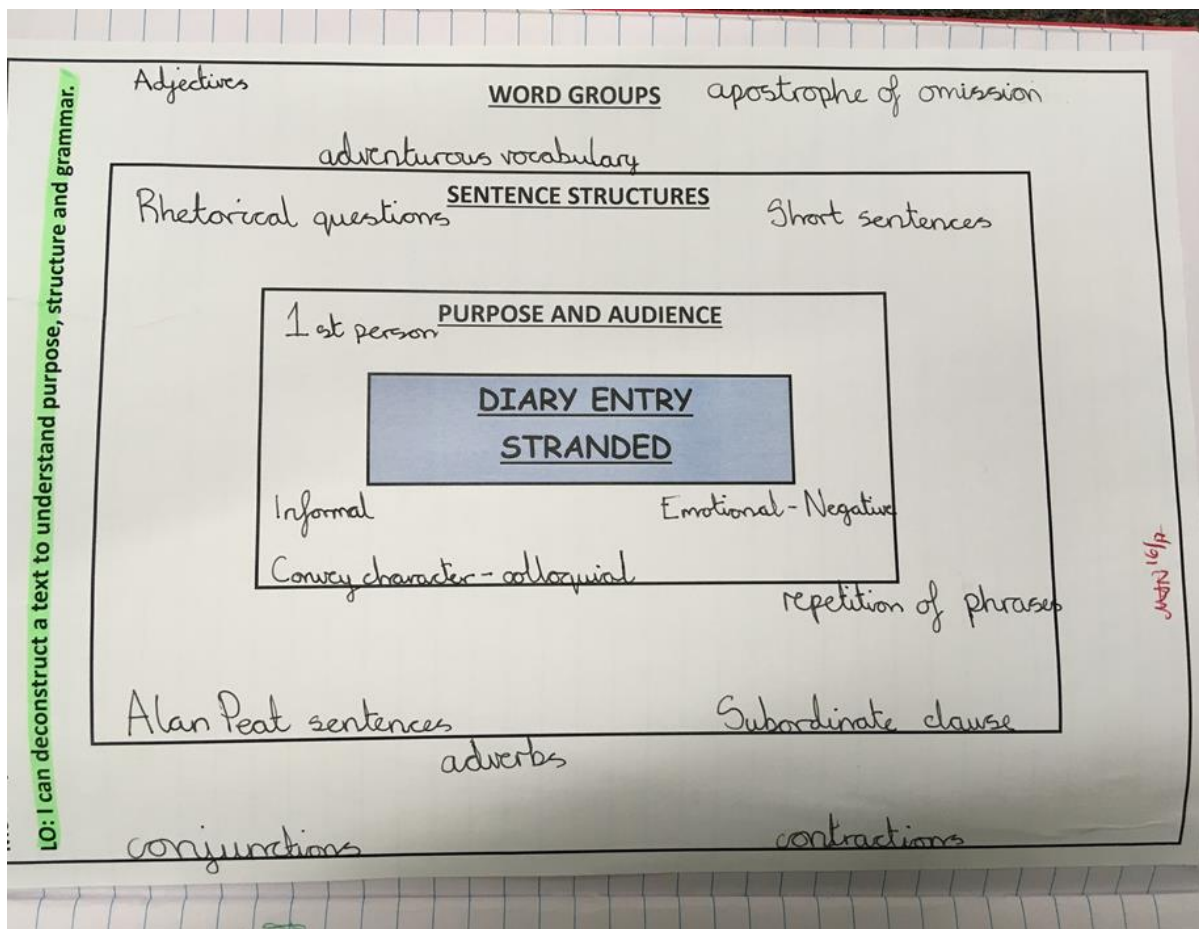 LO: I can deconstruct a text to understand purpose, structure and grammar.
Adjectives
WORD GROUPS
apostrophe of omission
adventurous vocabulary
SENTENCE STRUCTURES
Rhetorical questions
Short sentences
PURPOSE AND AUDIENCE
1st person
DIARY ENTRY
STRANDED
Informal
Emotional - Negative
Convey character - colloquial
repetition of phrases
Alan Peat sentences
Subordinate clause
adverbs
conjunctions
contractions